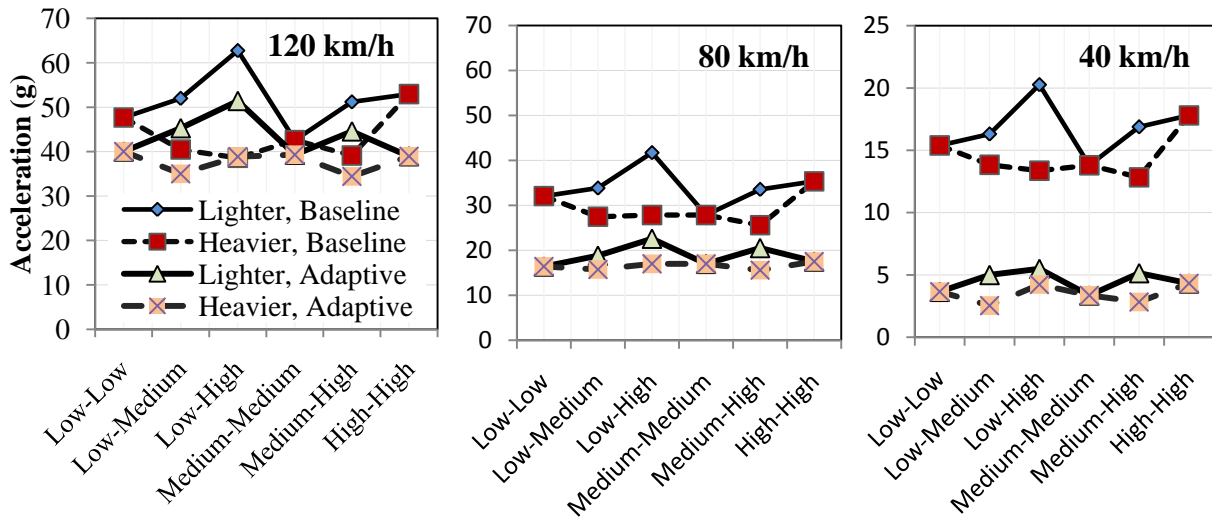 Acceleration (g)
70
60
50
40
30
20
10
0
120 km/h
Lighter, Baseline
Heavier, Baseline
Lighter, Adaptive
Heavier, Adaptive
Low-Low
Low-Medium
Low-High
Medium-Medium
Medium-High
High-High
70
60
50
40
30
20
10
0
80 km/h
Low-Low
Low-Medium
Low-High
Medium-Medium
Medium-High
High-High
25
20
15
10
5
0
40 km/h
Low-Low
Low-Medium
Low-High
Medium-Medium
Medium-High
High-High